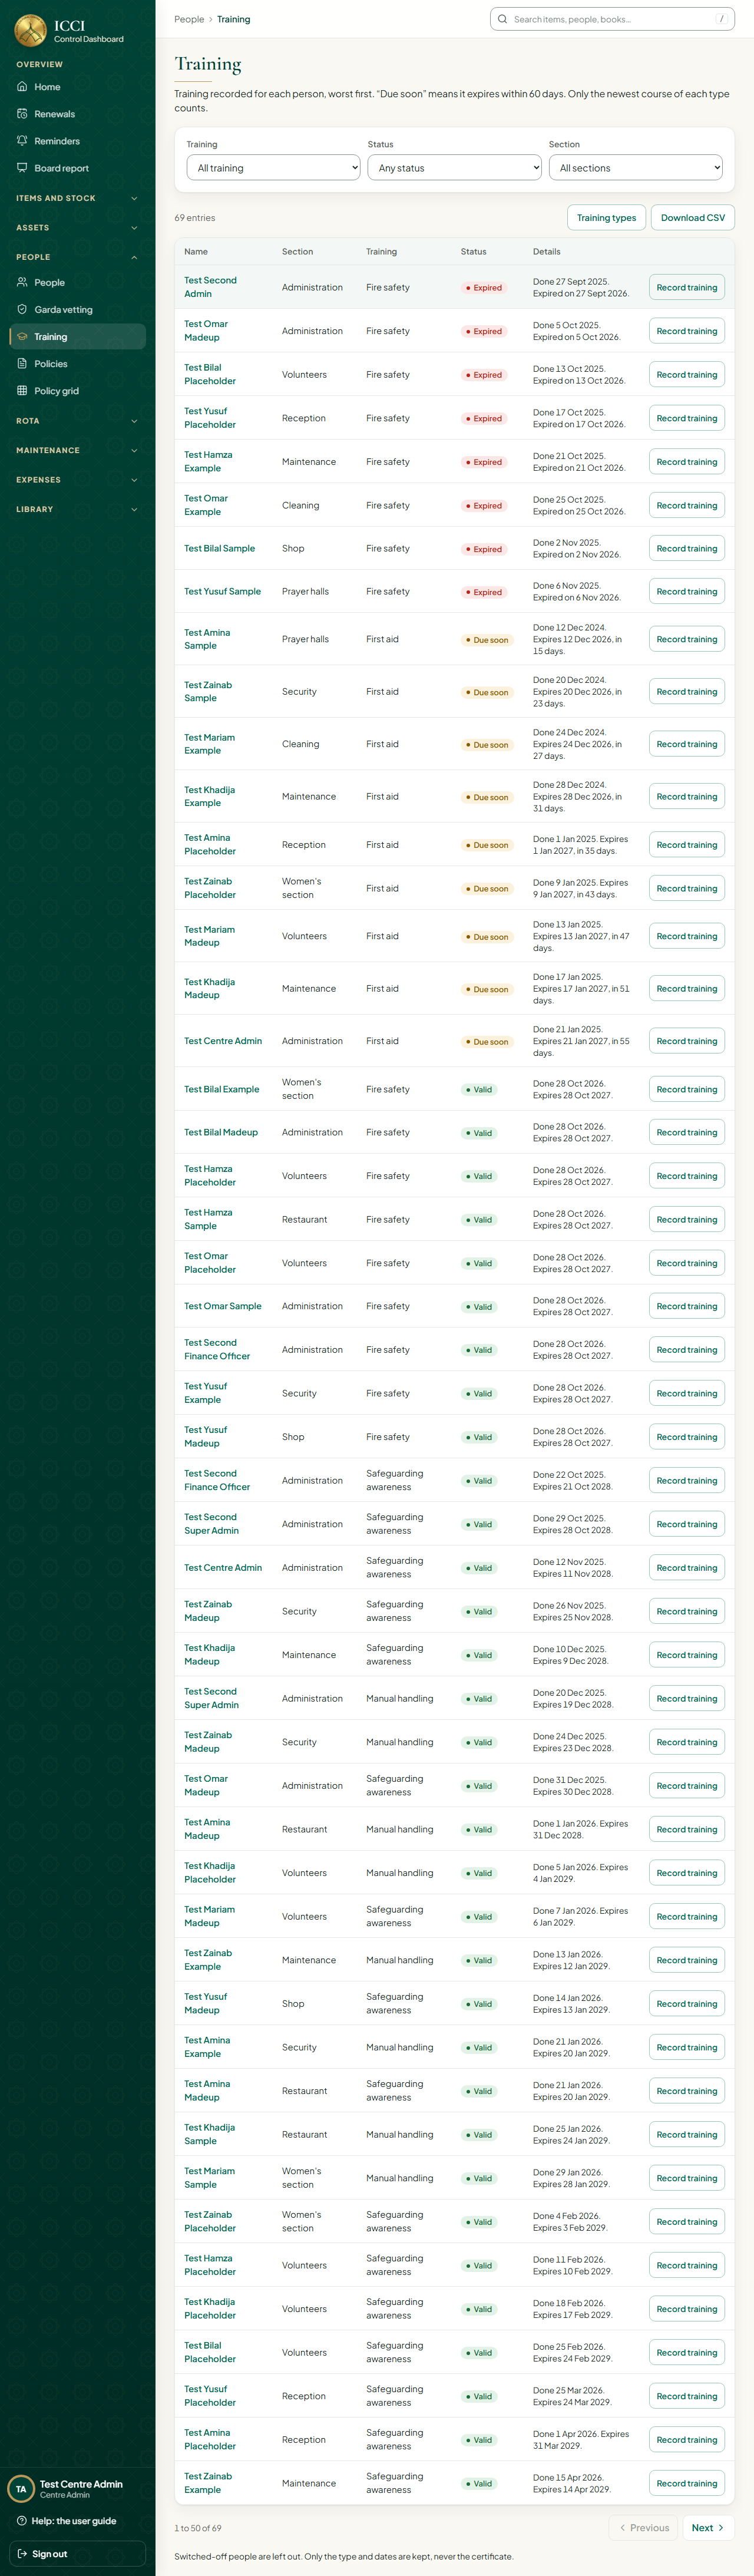 ICCI
Control Dashboard
OVERVIEW
Home
Renewals
Reminders
Board report
ITEMS AND STOCK
ASSETS
PEOPLE
People
Garda vetting
Training
Policies
Policy grid
ROTA
MAINTENANCE
EXPENSES
LIBRARY
TA
Test Centre Admin
Centre Admin
Help: the user guide
Sign out
People > Training
Search items, people, books...
/
Training
Training recorded for each person, worst first. “Due soon” means it expires within 60 days. Only the newest course of each type
counts.
Training Status Section
All training Any status All sections
69 entries Training types Download CSV
Name Section Training Status Details
Test Second Admin Administration Fire safety Expired Done 27 Sept 2025. Expired on 27 Sept 2026. Record training
Test Omar Madeup Administration Fire safety Expired Done 5 Oct 2025. Expired on 5 Oct 2026. Record training
Test Bilal Placeholder Volunteers Fire safety Expired Done 13 Oct 2025. Expired on 13 Oct 2026. Record training
Test Yusuf Placeholder Reception Fire safety Expired Done 17 Oct 2025. Expired on 17 Oct 2026. Record training
Test Hamza Example Maintenance Fire safety Expired Done 21 Oct 2025. Expired on 21 Oct 2026. Record training
Test Omar Example Cleaning Fire safety Expired Done 25 Oct 2025. Expired on 25 Oct 2026. Record training
Test Bilal Sample Shop Fire safety Expired Done 2 Nov 2025. Expired on 2 Nov 2026. Record training
Test Yusuf Sample Prayer halls Fire safety Expired Done 6 Nov 2025. Expired on 6 Nov 2026. Record training
Test Amina Sample Prayer halls First aid Due soon Done 12 Dec 2024. Expires 12 Dec 2026, in 15 days. Record training
Test Zainab Sample Security First aid Due soon Done 20 Dec 2024. Expires 20 Dec 2026, in 23 days. Record training
Test Mariam Example Cleaning First aid Due soon Done 24 Dec 2024. Expires 24 Dec 2026, in 27 days. Record training
Test Khadija Example Maintenance First aid Due soon Done 28 Dec 2024. Expires 28 Dec 2026, in 31 days. Record training
Test Amina Placeholder Reception First aid Due soon Done 1 Jan 2025. Expires 1 Jan 2027, in 35 days. Record training
Test Zainab Placeholder Women's section First aid Due soon Done 9 Jan 2025. Expires 9 Jan 2027, in 43 days. Record training
Test Mariam Madeup Volunteers First aid Due soon Done 13 Jan 2025. Expires 13 Jan 2027, in 47 days. Record training
Test Khadija Madeup Maintenance First aid Due soon Done 17 Jan 2025. Expires 17 Jan 2027, in 51 days. Record training
Test Centre Admin Administration First aid Due soon Done 21 Jan 2025. Expires 21 Jan 2027, in 55 days. Record training
Test Bilal Example Women's section Fire safety Valid Done 28 Oct 2026. Expires 28 Oct 2027. Record training
Test Bilal Madeup Administration Fire safety Valid Done 28 Oct 2026. Expires 28 Oct 2027. Record training
Test Hamza Placeholder Volunteers Fire safety Valid Done 28 Oct 2026. Expires 28 Oct 2027. Record training
Test Hamza Sample Restaurant Fire safety Valid Done 28 Oct 2026. Expires 28 Oct 2027. Record training
Test Omar Placeholder Volunteers Fire safety Valid Done 28 Oct 2026. Expires 28 Oct 2027. Record training
Test Omar Sample Administration Fire safety Valid Done 28 Oct 2026. Expires 28 Oct 2027. Record training
Test Second Finance Officer Administration Fire safety Valid Done 28 Oct 2026. Expires 28 Oct 2027. Record training
Test Yusuf Example Security Fire safety Valid Done 28 Oct 2026. Expires 28 Oct 2027. Record training
Test Yusuf Madeup Shop Fire safety Valid Done 28 Oct 2026. Expires 28 Oct 2027. Record training
Test Second Finance Officer Administration Safeguarding awareness Valid Done 22 Oct 2025. Expires 21 Oct 2028. Record training
Test Second Super Admin Administration Safeguarding awareness Valid Done 29 Oct 2025. Expires 28 Oct 2028. Record training
Test Centre Admin Administration Safeguarding awareness Valid Done 12 Nov 2025. Expires 11 Nov 2028. Record training
Test Zainab Madeup Security Safeguarding awareness Valid Done 26 Nov 2025. Expires 25 Nov 2028. Record training
Test Khadija Madeup Maintenance Safeguarding awareness Valid Done 10 Dec 2025. Expires 9 Dec 2028. Record training
Test Second Super Admin Administration Manual handling Valid Done 20 Dec 2025. Expires 19 Dec 2028. Record training
Test Zainab Madeup Security Manual handling Valid Done 24 Dec 2025. Expires 23 Dec 2028. Record training
Test Omar Madeup Administration Safeguarding awareness Valid Done 31 Dec 2025. Expires 30 Dec 2028. Record training
Test Amina Madeup Restaurant Manual handling Valid Done 1 Jan 2026. Expires 31 Dec 2028. Record training
Test Khadija Placeholder Volunteers Manual handling Valid Done 5 Jan 2026. Expires 4 Jan 2029. Record training
Test Mariam Madeup Volunteers Safeguarding awareness Valid Done 7 Jan 2026. Expires 6 Jan 2029. Record training
Test Zainab Example Maintenance Manual handling Valid Done 13 Jan 2026. Expires 12 Jan 2029. Record training
Test Yusuf Madeup Shop Safeguarding awareness Valid Done 14 Jan 2026. Expires 13 Jan 2029. Record training
Test Amina Example Security Manual handling Valid Done 21 Jan 2026. Expires 20 Jan 2029. Record training
Test Amina Madeup Restaurant Safeguarding awareness Valid Done 21 Jan 2026. Expires 20 Jan 2029. Record training
Test Khadija Sample Restaurant Manual handling Valid Done 25 Jan 2026. Expires 24 Jan 2029. Record training
Test Mariam Sample Women's section Manual handling Valid Done 29 Jan 2026. Expires 28 Jan 2029. Record training
Test Zainab Placeholder Women's section Safeguarding awareness Valid Done 4 Feb 2026. Expires 3 Feb 2029. Record training
Test Hamza Placeholder Volunteers Safeguarding awareness Valid Done 11 Feb 2026. Expires 10 Feb 2029. Record training
Test Khadija Placeholder Volunteers Safeguarding awareness Valid Done 18 Feb 2026. Expires 17 Feb 2029. Record training
Test Bilal Placeholder Volunteers Safeguarding awareness Valid Done 25 Feb 2026. Expires 24 Feb 2029. Record training
Test Yusuf Placeholder Reception Safeguarding awareness Valid Done 25 Mar 2026. Expires 24 Mar 2029. Record training
Test Amina Placeholder Reception Safeguarding awareness Valid Done 1 Apr 2026. Expires 31 Mar 2029. Record training
Test Zainab Example Maintenance Safeguarding awareness Valid Done 15 Apr 2026. Expires 14 Apr 2029. Record training
1 to 50 of 69 Previous Next
Switched-off people are left out. Only the type and dates are kept, never the certificate.